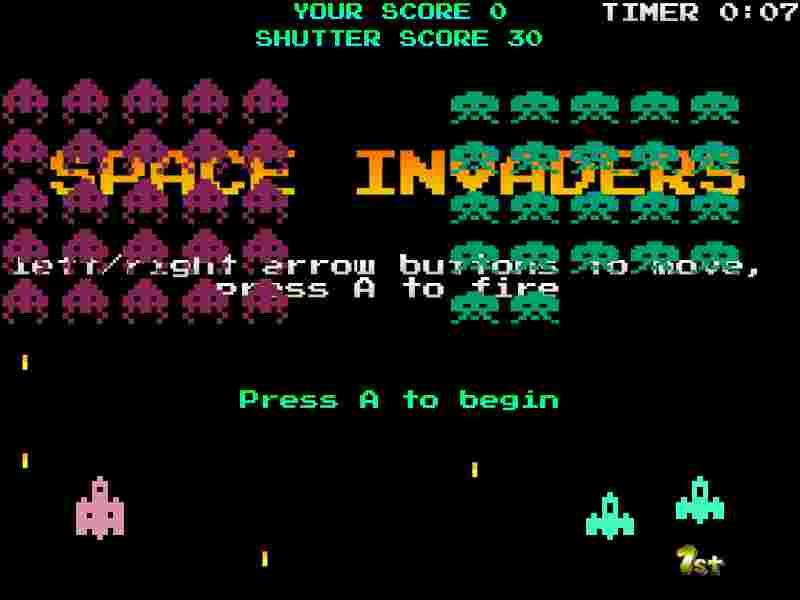 YOUR SCORE 0
TIMER 0:07
SHUTTER SCORE 30
SPACE INVADERS
left/right arrow buttons to move,
press A to fire
Press A to begin
1st